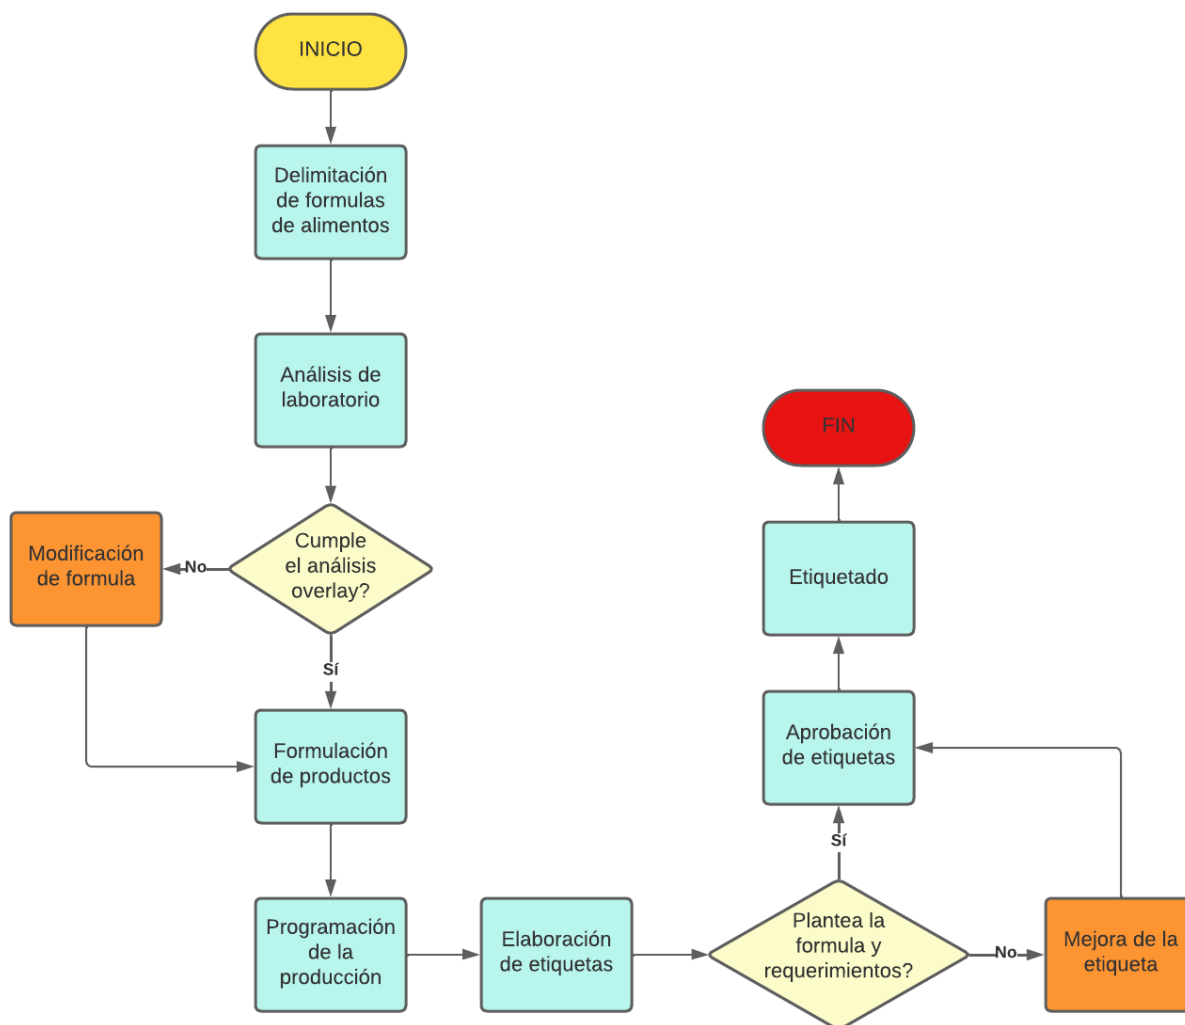 INICIO
Delimitación
de formulas
de alimentos
Análisis de
laboratorio
Cumple
el análisis
overlay?
No
Modificación
de formula
Sí
Formulación
de productos
Programación
de la
producción
Elaboración
de etiquetas
Plantea la
formula y
requerimientos?
No
Mejora de la
etiqueta
Sí
Aprobación
de etiquetas
Etiquetado
FIN